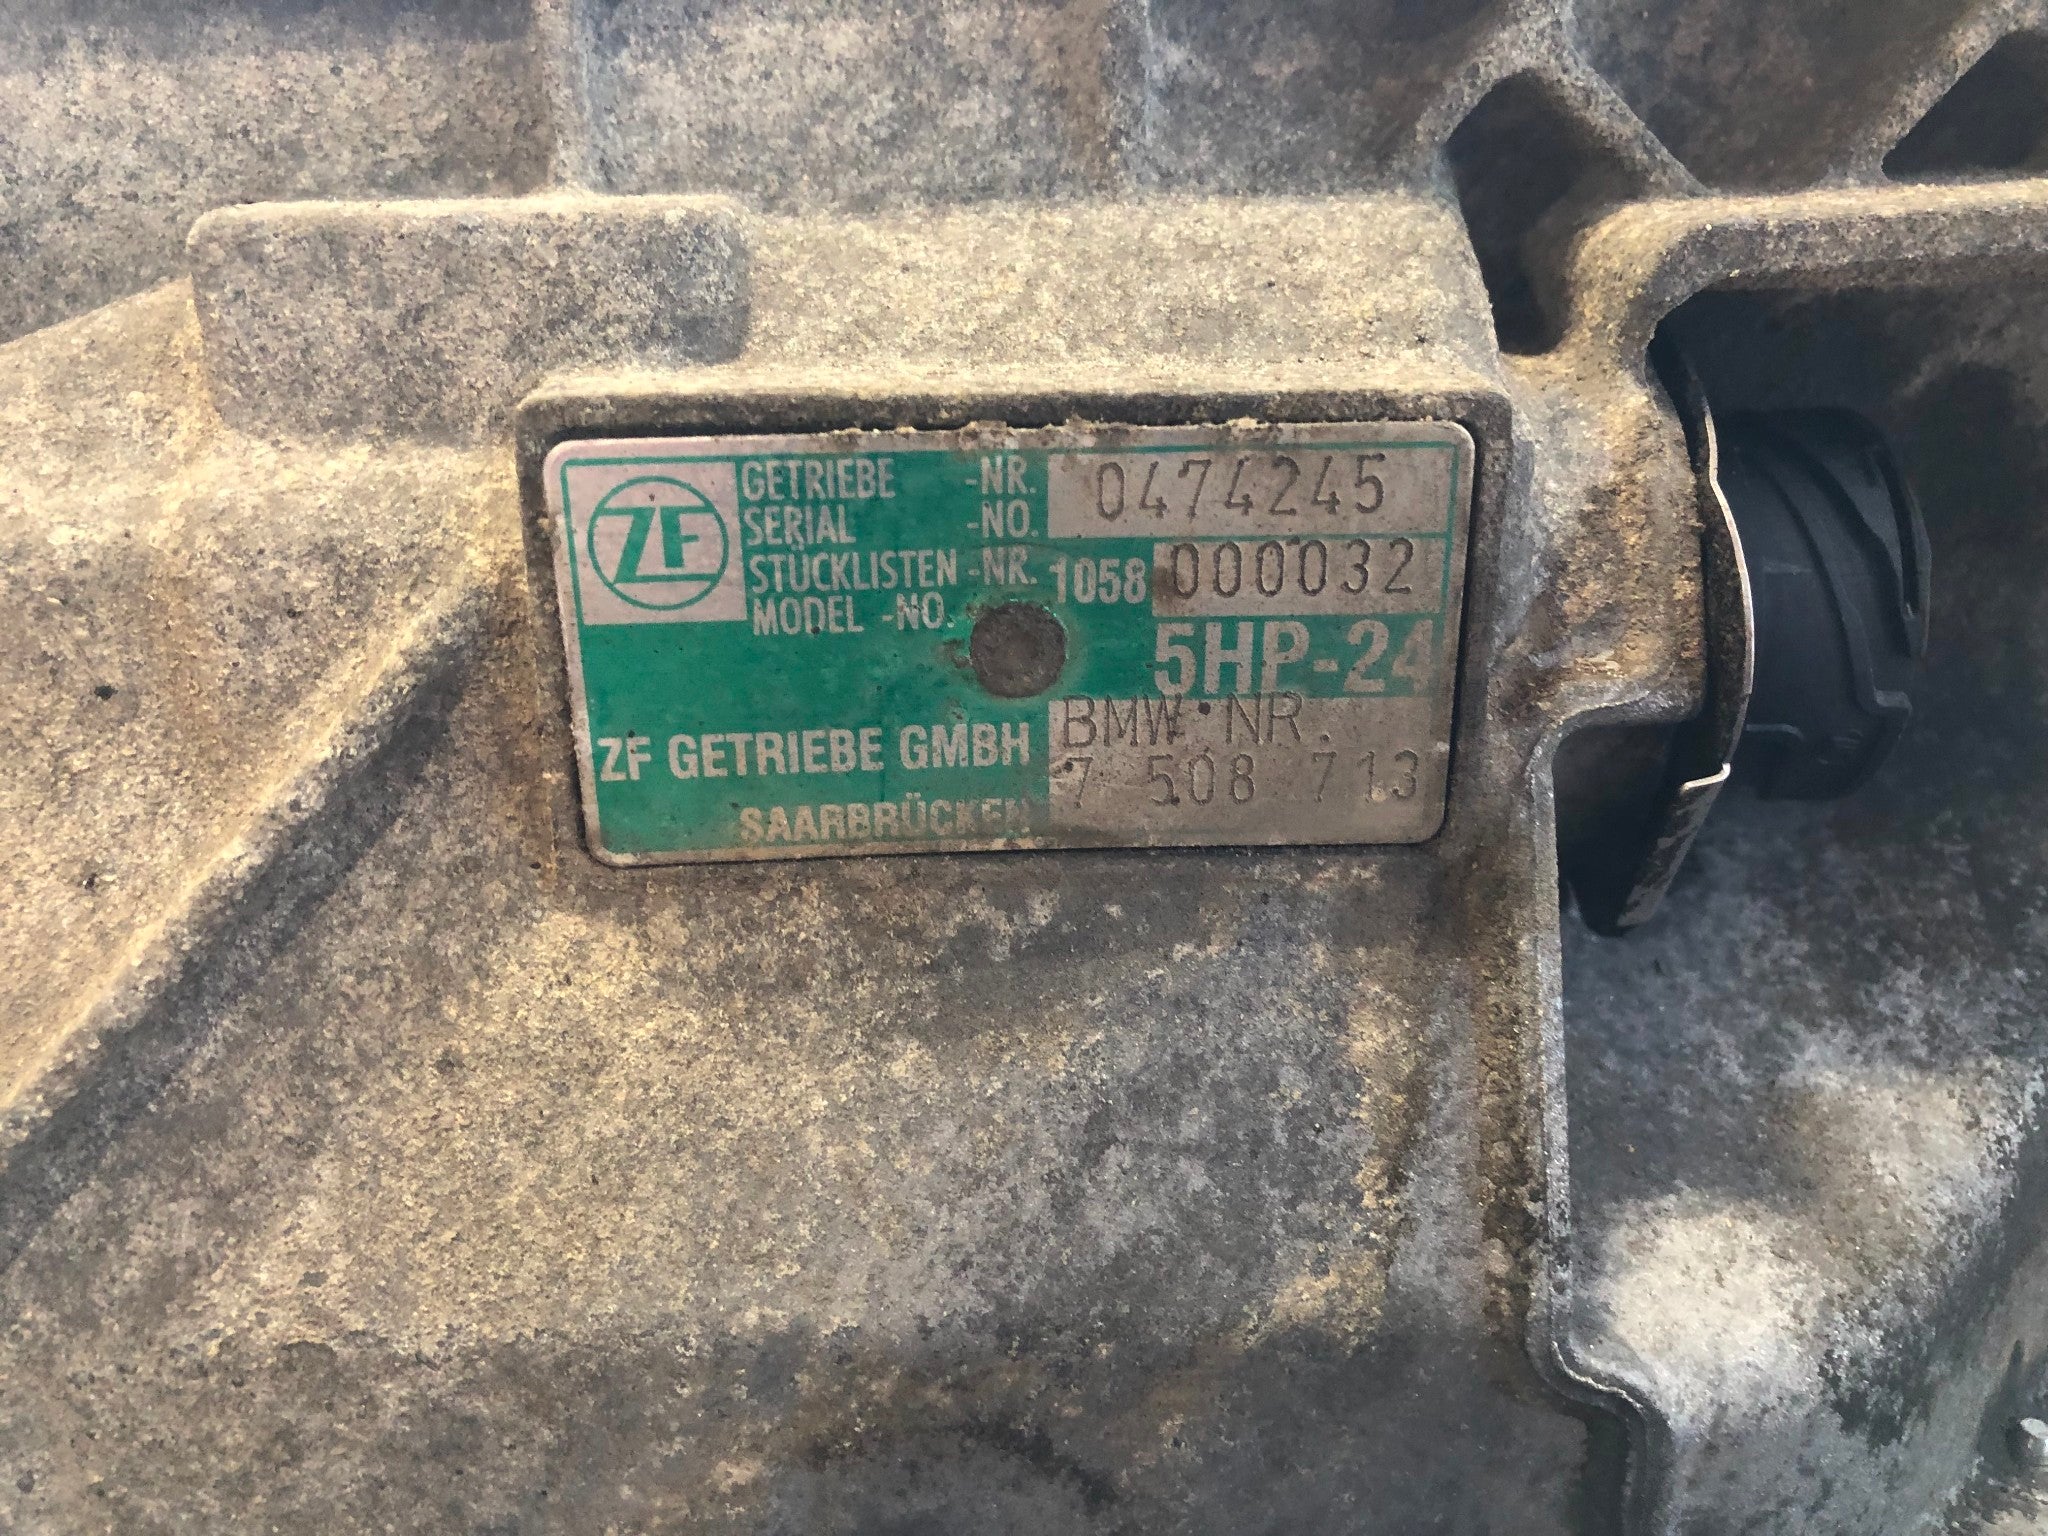 ZF
GETRIEBE -NR. 0474245
SERIAL -NO.
STÜCKLISTEN -NR. 1058 000032
MODEL -NO.
5HP-24
BMW NR.
ZF GETRIEBE GMBH
7 508 713
SAARBRÜCKEN